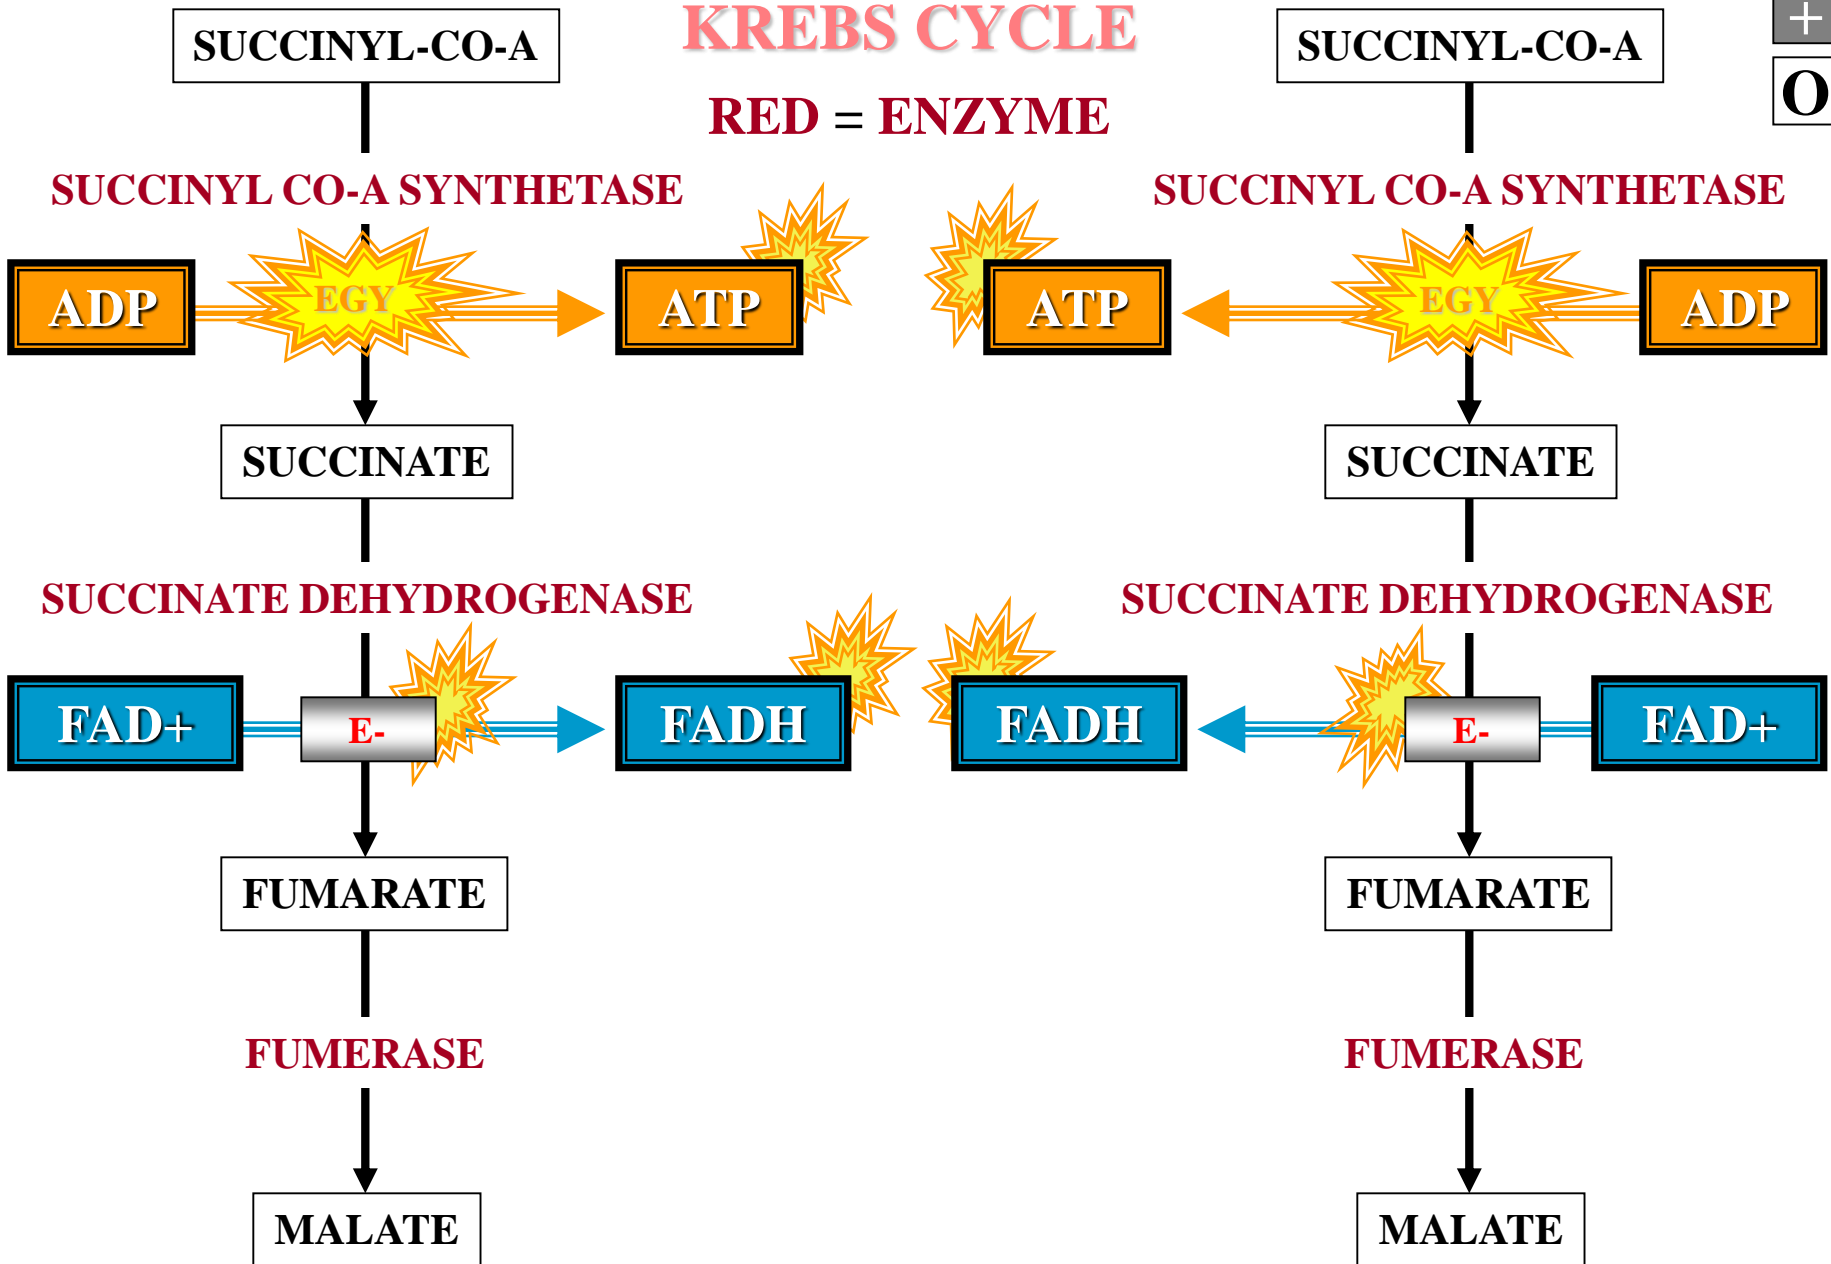 KREBS CYCLE
+
SUCCINYL-CO-A
SUCCINYL-CO-A
O
RED = ENZYME
SUCCINYL CO-A SYNTHETASE
SUCCINYL CO-A SYNTHETASE
ADP
EGY
ATP
ATP
EGY
ADP
SUCCINATE
SUCCINATE
SUCCINATE DEHYDROGENASE
SUCCINATE DEHYDROGENASE
FAD+
E-
FADH
FADH
E-
FAD+
FUMARATE
FUMARATE
FUMERASE
FUMERASE
MALATE
MALATE